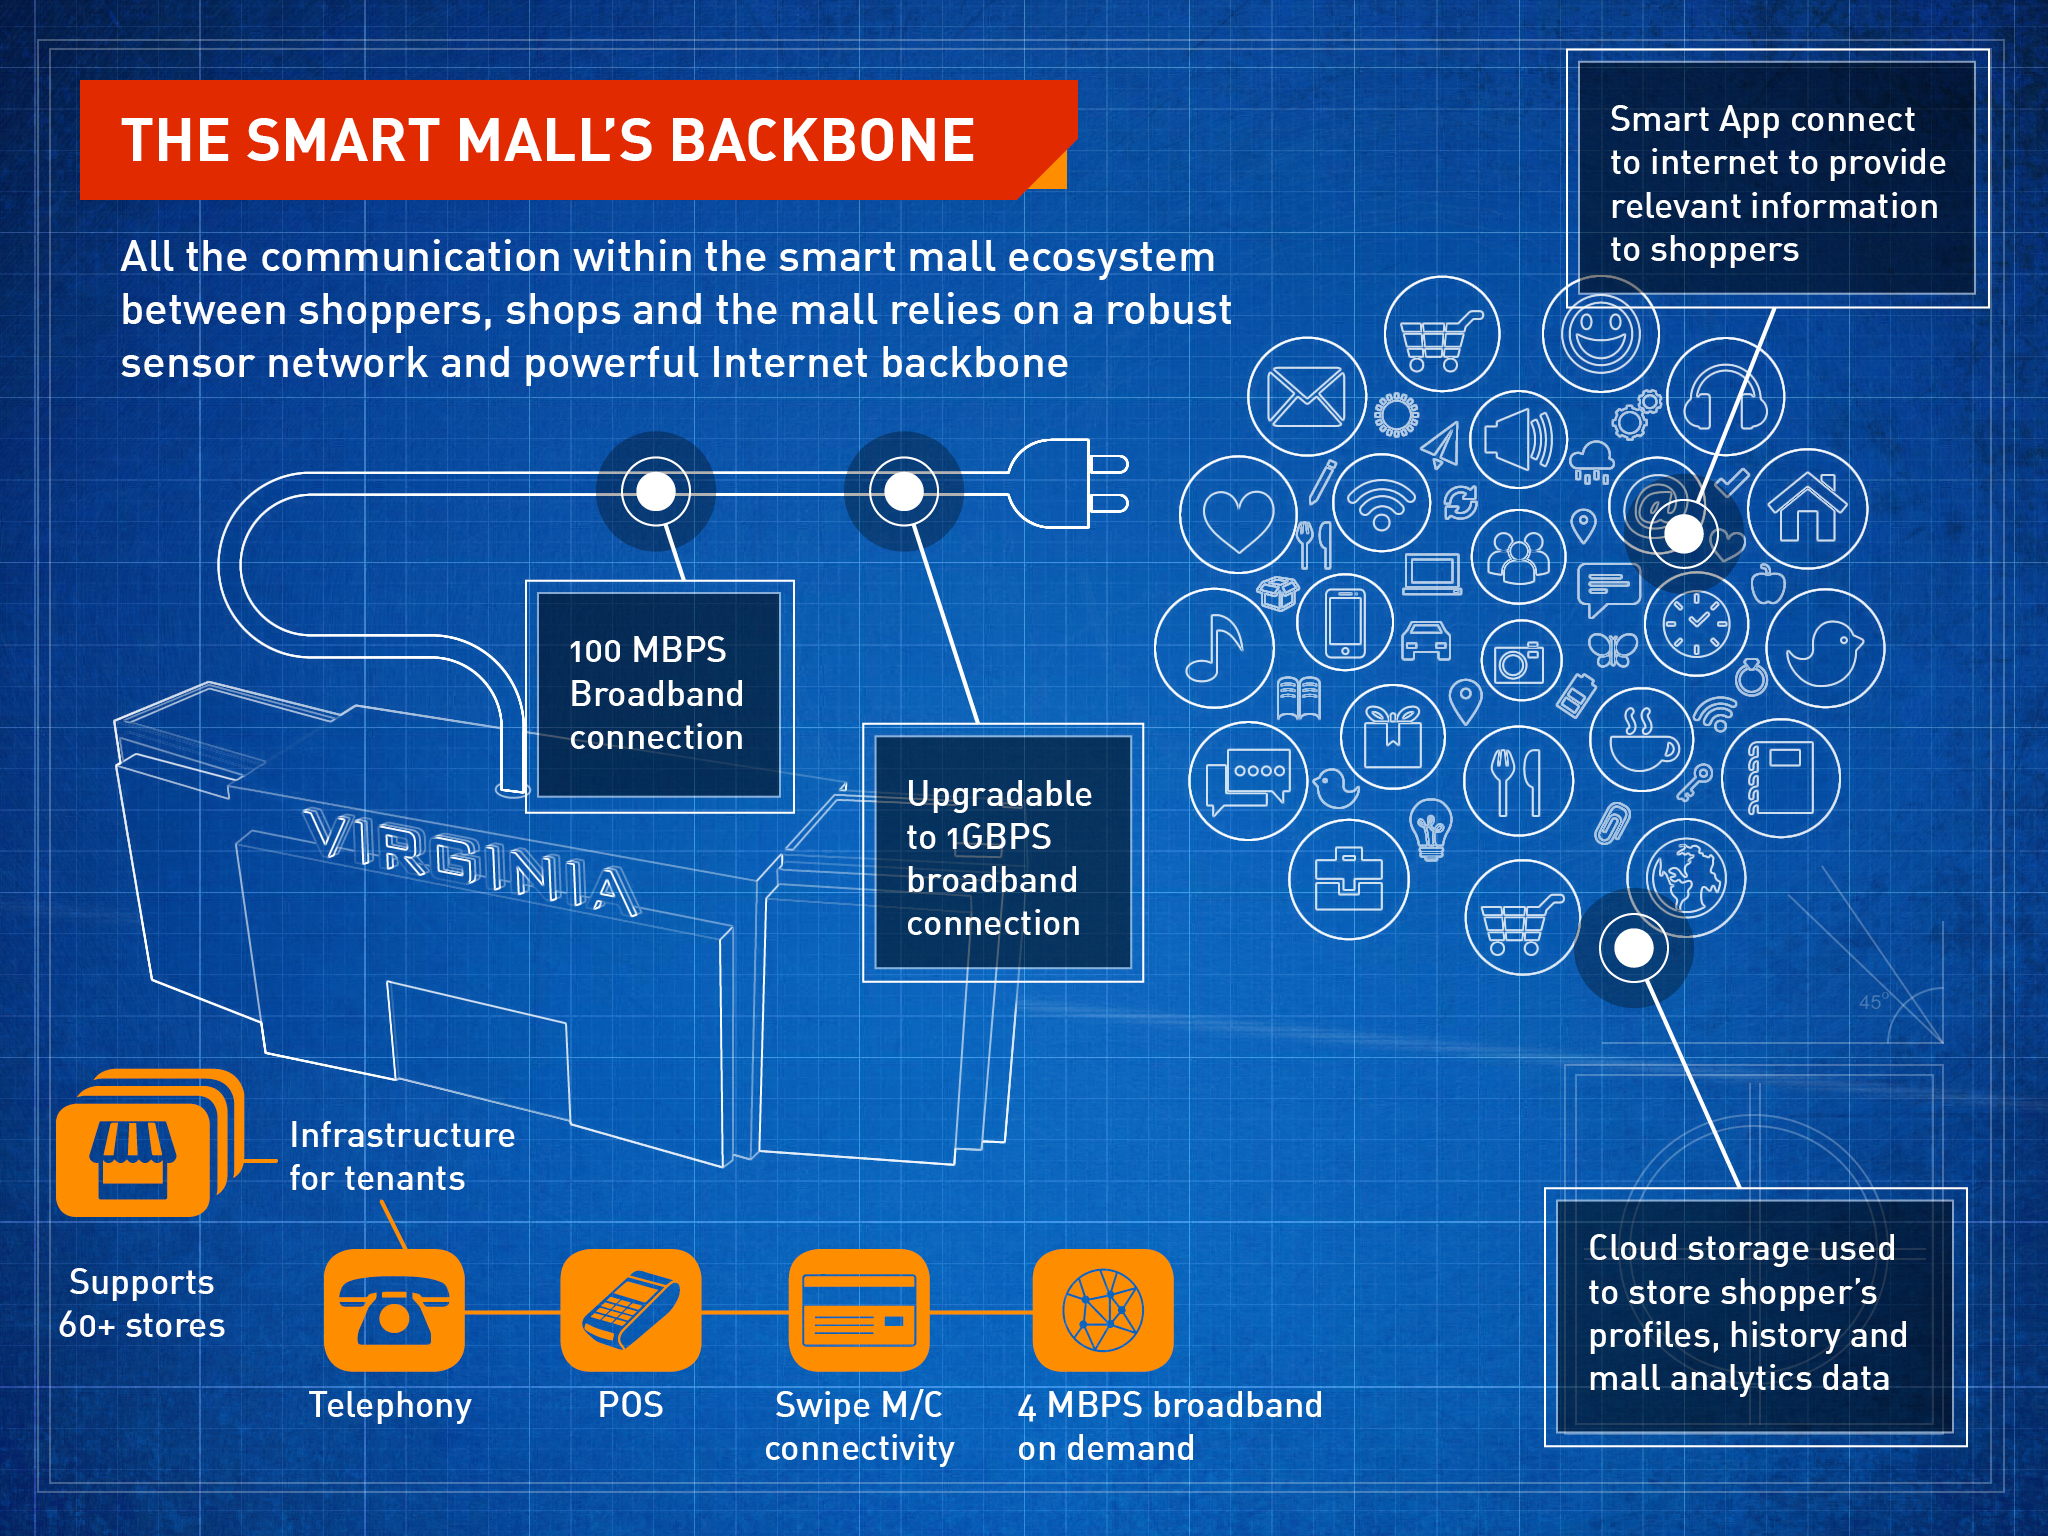 THE SMART MALL’S BACKBONE
All the communication within the smart mall ecosystem
between shoppers, shops and the mall relies on a robust
sensor network and powerful Internet backbone
Smart App connect
to internet to provide
relevant information
to shoppers
100 MBPS
Broadband
connection
Upgradable
to 1GBPS
broadband
connection
VIRGINIA
@
45°
Infrastructure
for tenants
Supports
60+ stores
Telephony
POS
Swipe M/C
connectivity
4 MBPS broadband
on demand
Cloud storage used
to store shopper’s
profiles, history and
mall analytics data